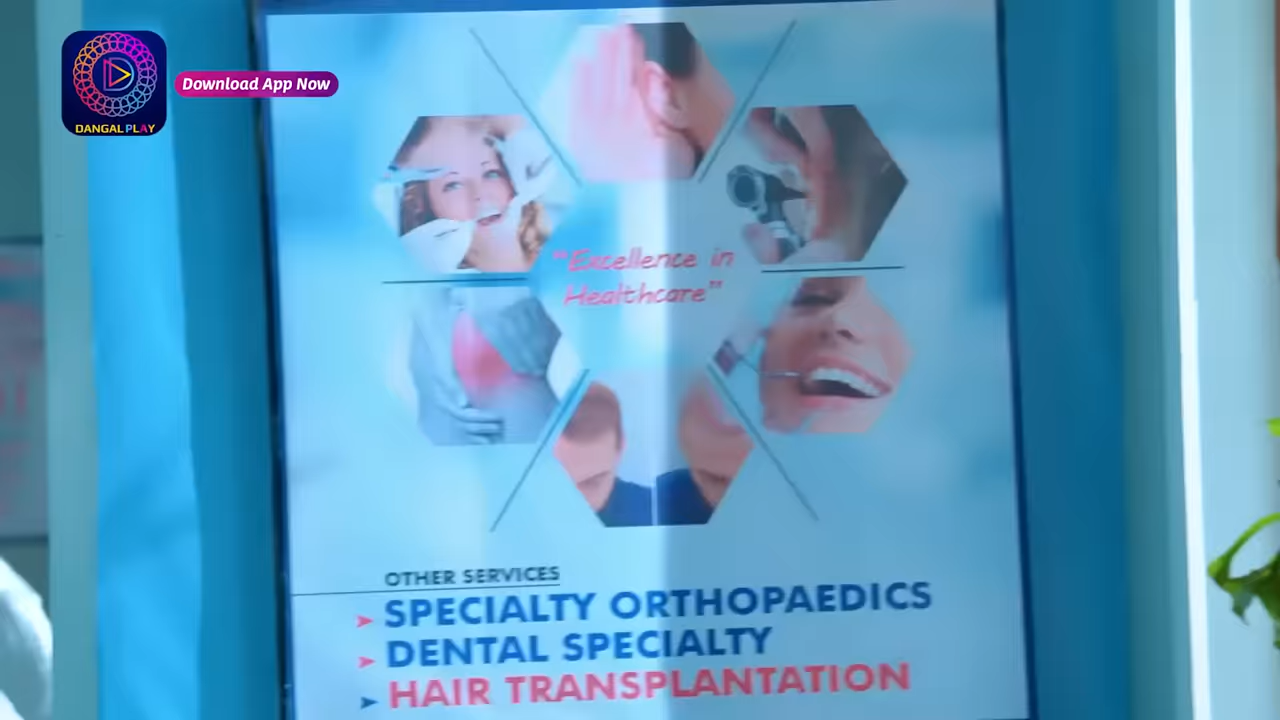 DANGAL PLAY
Download App Now
"Excellence in
Healthcare"
OTHER SERVICES
➤ SPECIALTY ORTHOPAEDICS
➤ DENTAL SPECIALTY
➤ HAIR TRANSPLANTATION